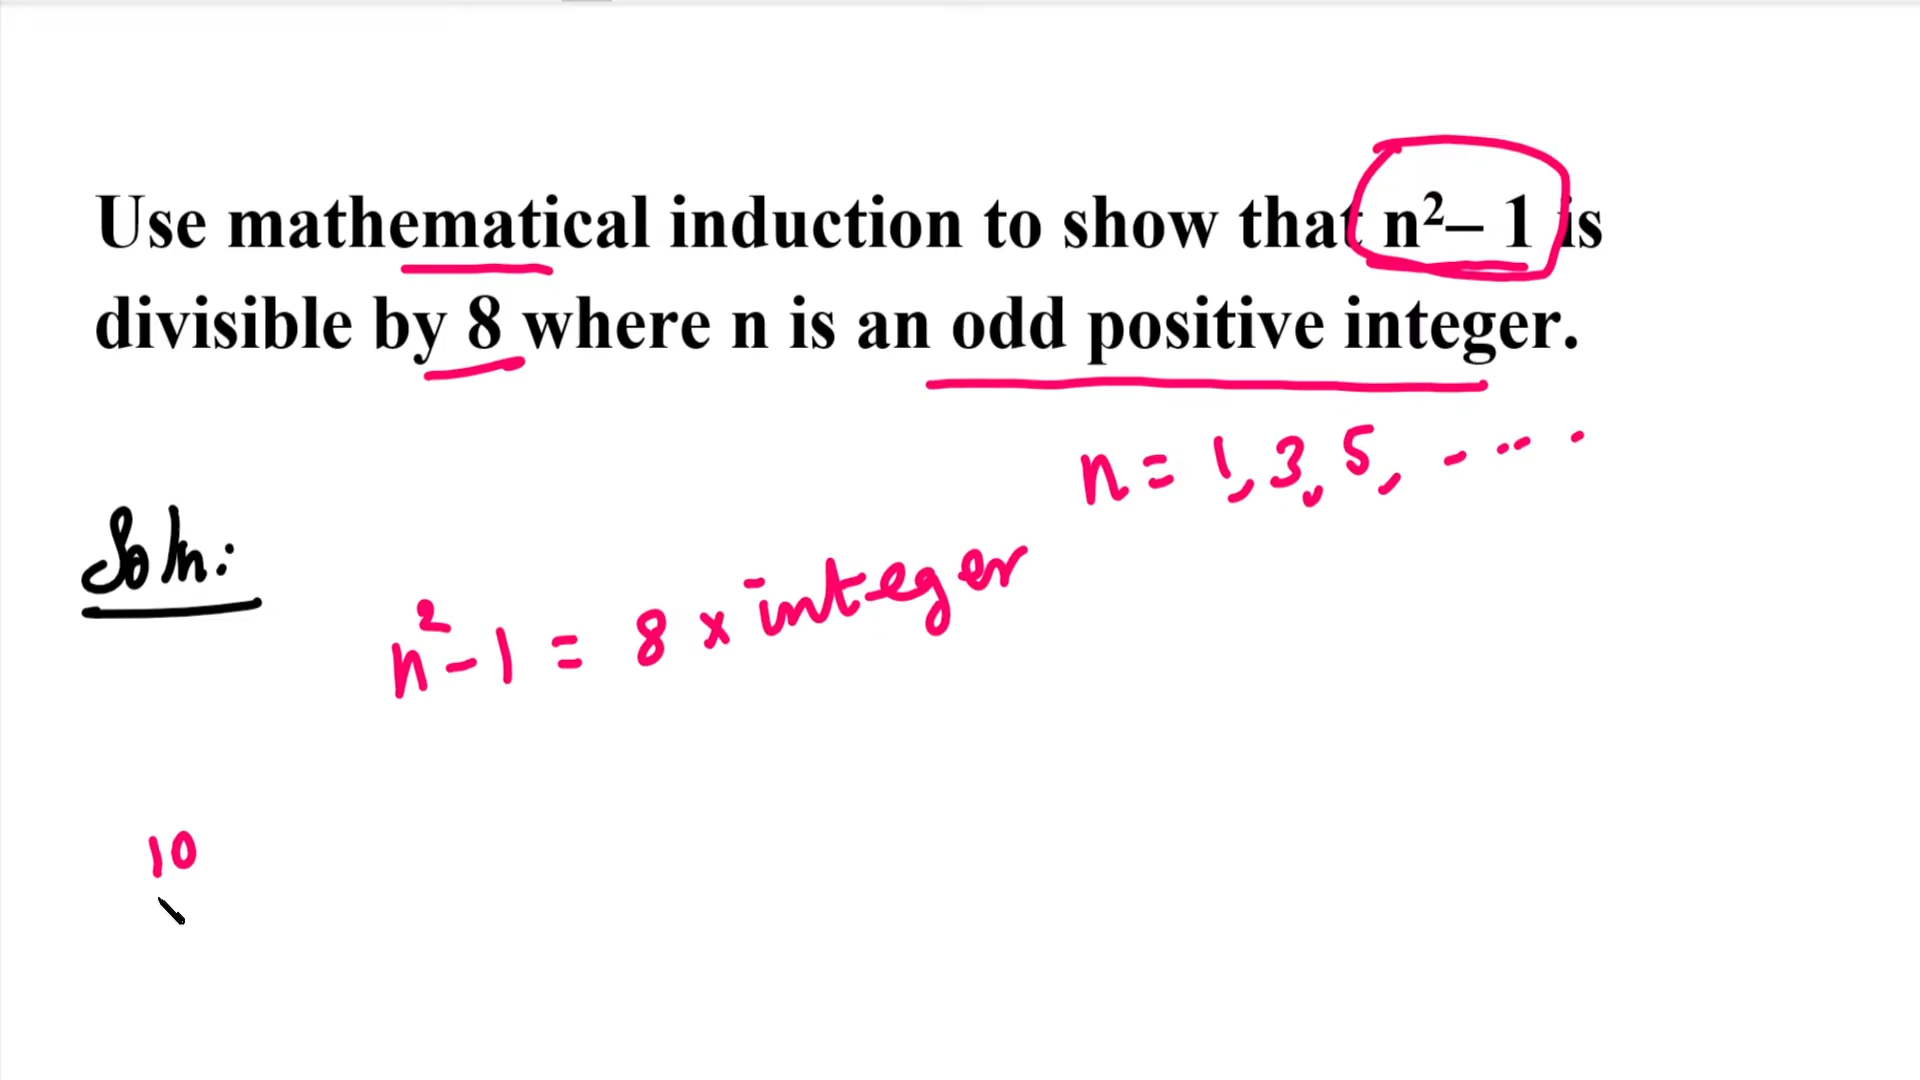 Use mathematical induction to show that n²– 1 is
divisible by 8 where n is an odd positive integer.
n = 1, 3, 5, - -- .
Soln:
n² - 1 = 8 × integer
10